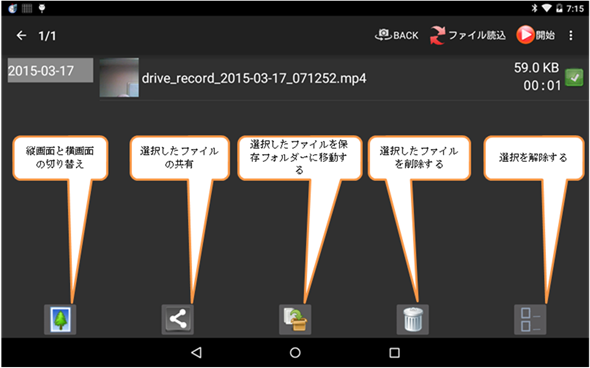 7:15
1/1
BACK
ファイル読込
開始
2015-03-17
drive_record_2015-03-17_071252.mp4
59.0 KB
00:01
縦画面と横画面
の切り替え
選択したファイル
の共有
選択したファイルを保
存フォルダーに移動す
る
選択したファイル
を削除する
選択を解除する